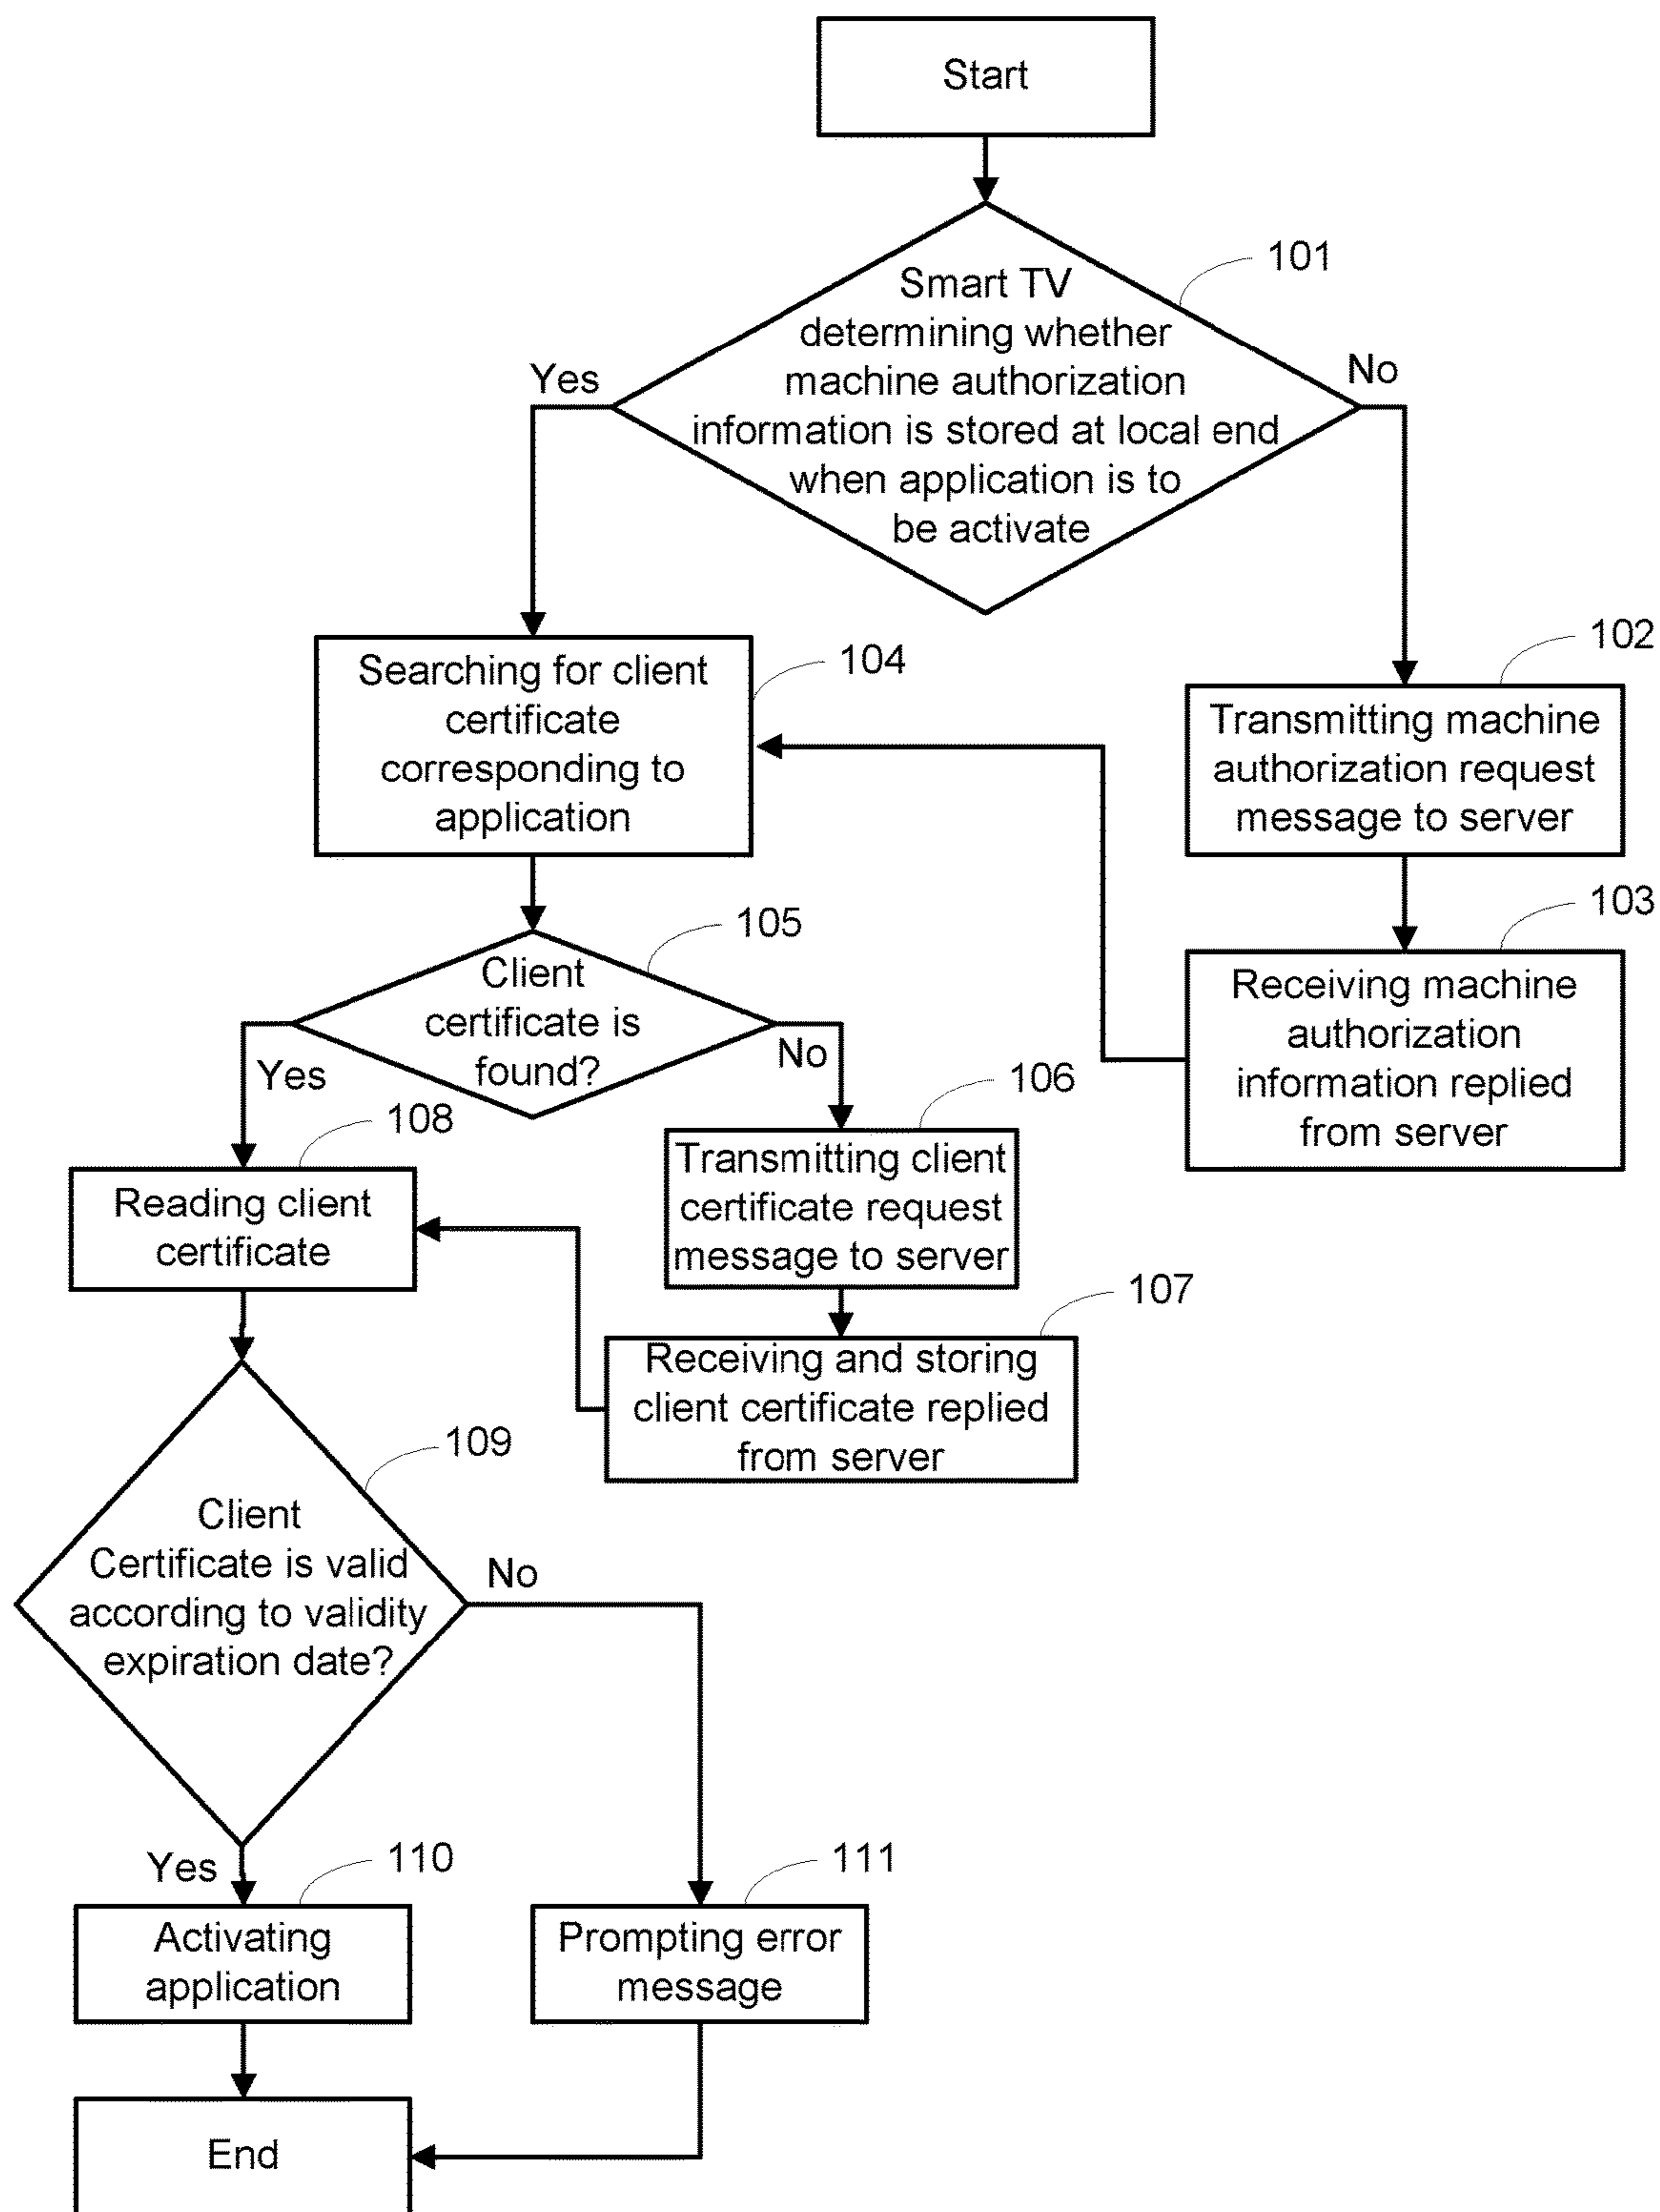 Start
101
Smart TV
determining whether
machine authorization
information is stored at local end
when application is to
be activate
Yes
No
102
Transmitting machine
authorization request
message to server
103
Receiving machine
authorization
information replied
from server
104
Searching for client
certificate
corresponding to
application
105
Client
certificate is
found?
Yes
No
106
Transmitting client
certificate request
message to server
107
Receiving and storing
client certificate replied
from server
108
Reading client
certificate
109
Client
Certificate is valid
according to validity
expiration date?
No
Yes
110
Activating
application
111
Prompting error
message
End